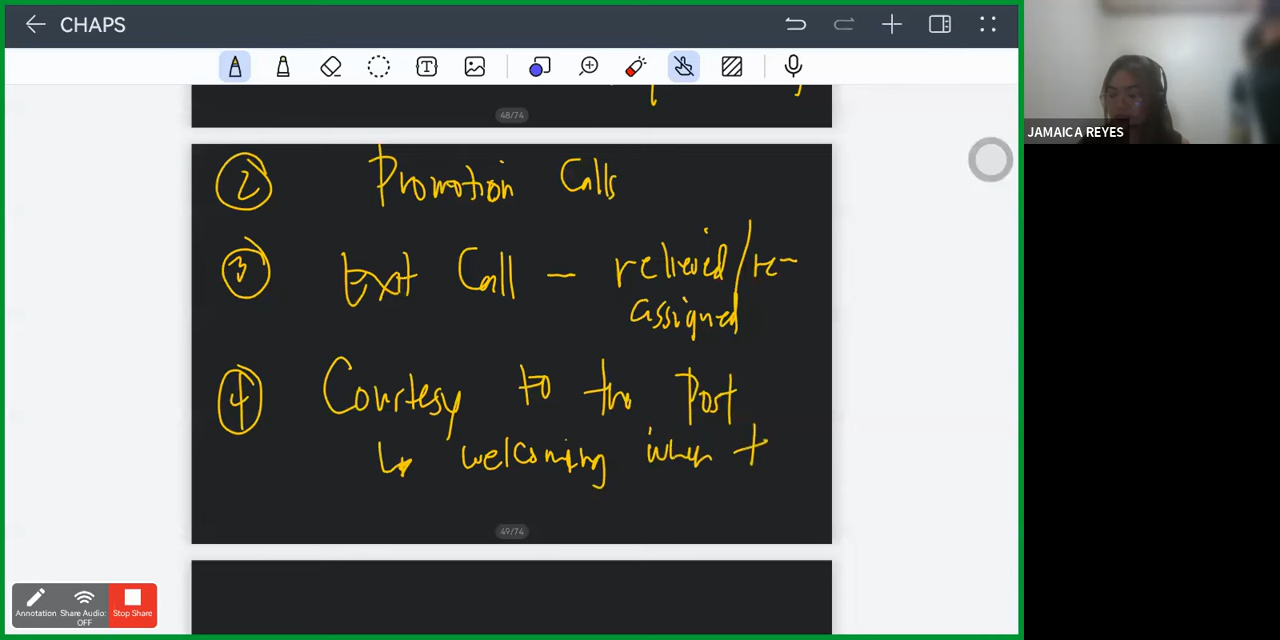 CHAPS
48/74
JAMAICA REYES
2 Promotion Calls
3 Exit Call - relieved/re-
assigned
4 Courtesy to the Post
↳ welcoming when t
49/74
Annotation
Share Audio: OFF
Stop Share